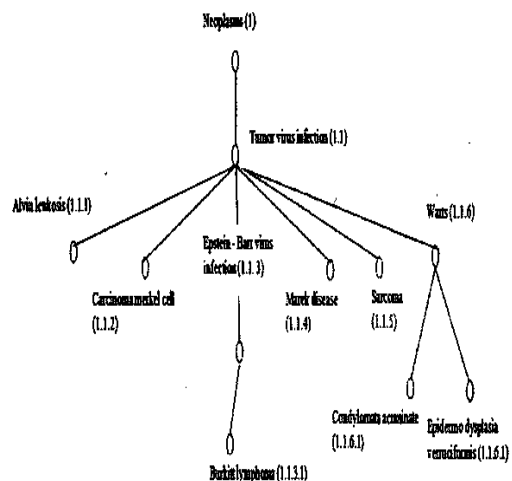 Neoplasms (1)
Tumor virus infection (1.1)
Alvia leukosis (1.1.1)
Warts (1.1.6)
Epstein - Barr virus
infection(1.1.3)
Carcinoma merkel cell
(1.1.2)
Marek disease
(1.1.4)
Sarcoma
(1.1.5)
Condylomata acuminate
(1.1.6.1)
Epidermo dysplasia
verruciformis (1.1.6.1)
Burkit lymphoma (1.1.3.1)